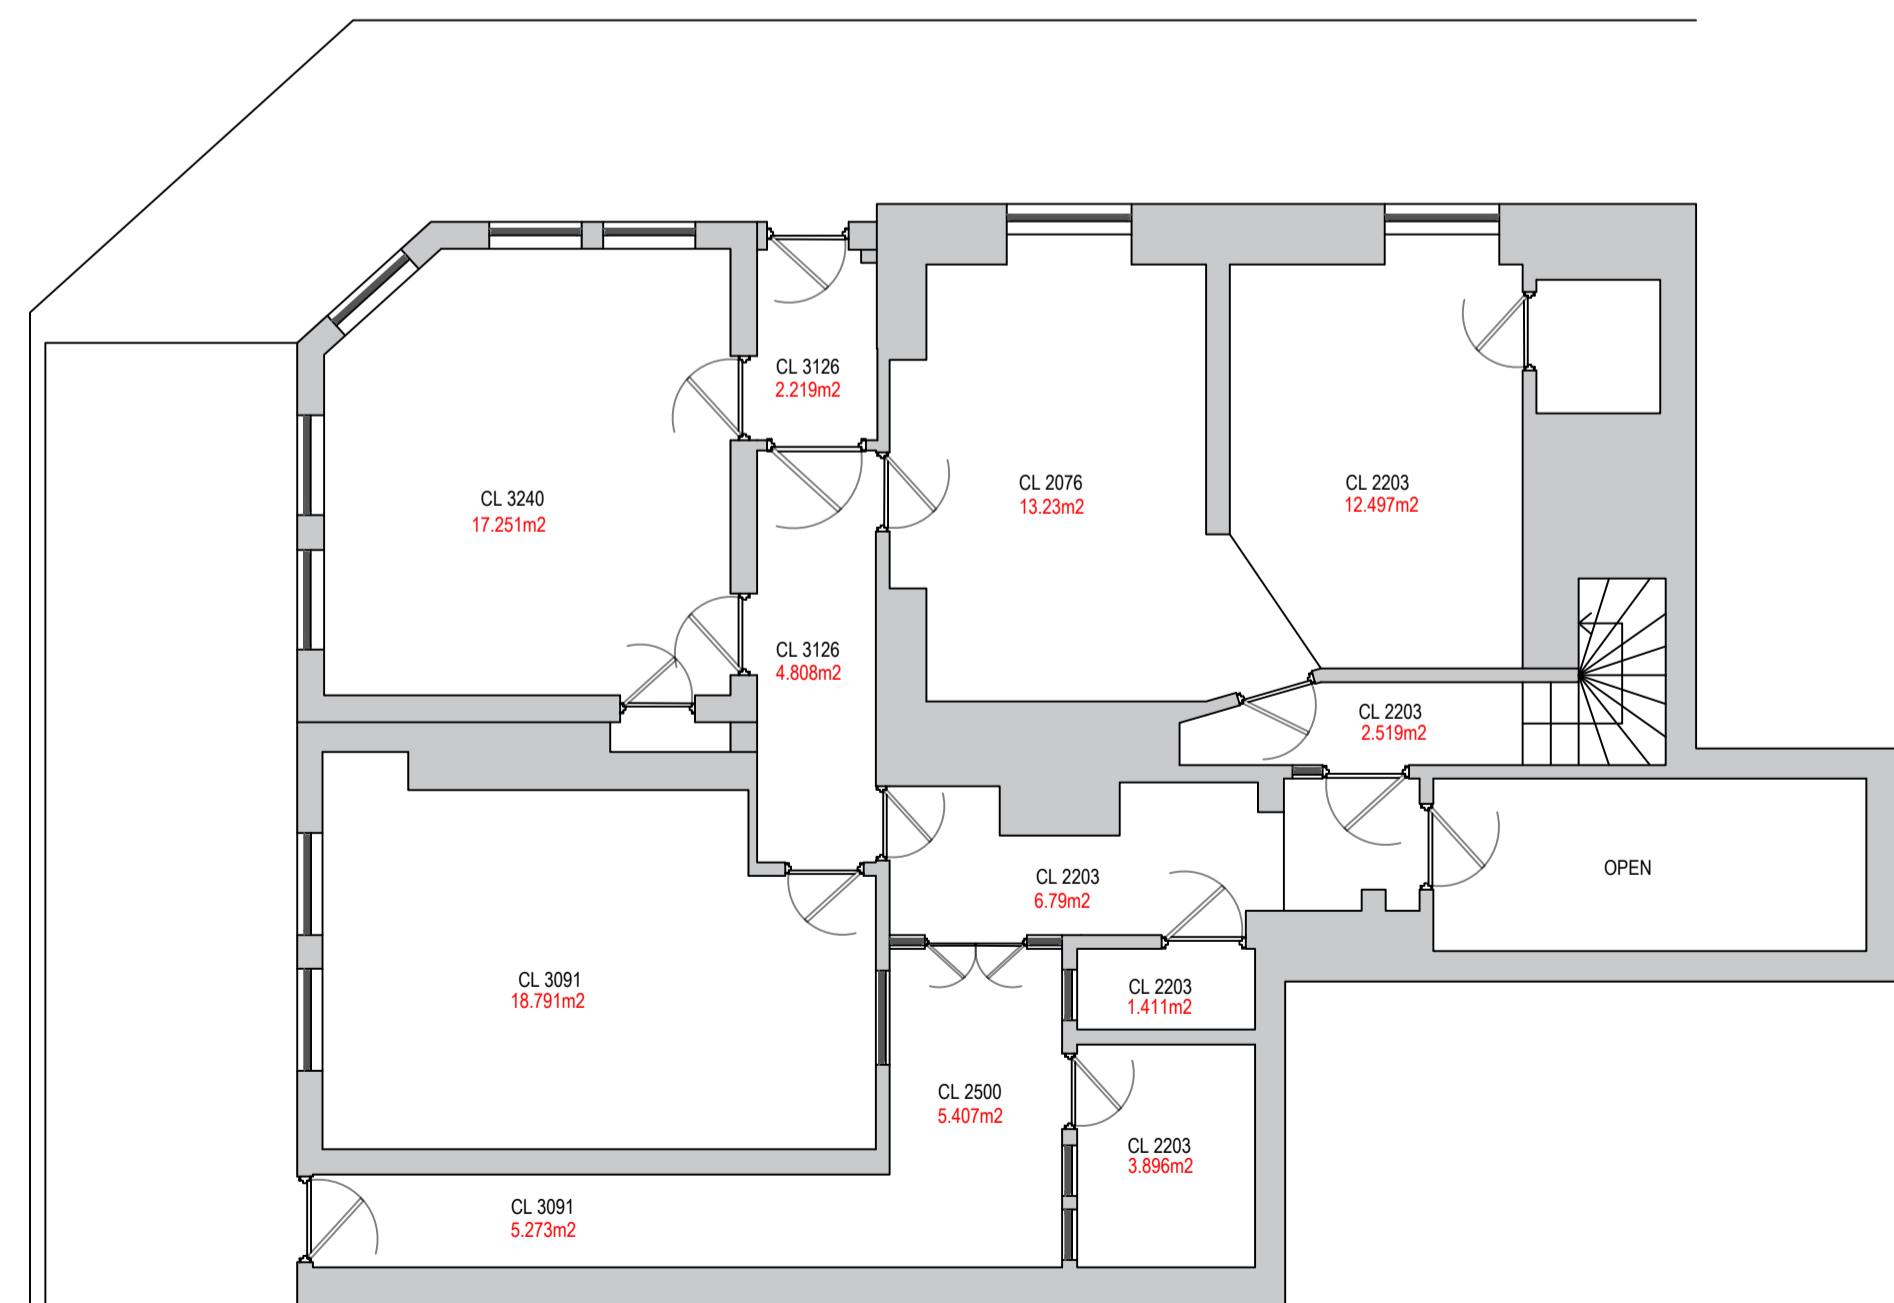 CL 3126
2.219m2
CL 3240
17.251m2
CL 2076
13.23m2
CL 2203
12.497m2
CL 3126
4.808m2
CL 2203
2.519m2
CL 2203
6.79m2
OPEN
CL 3091
18.791m2
CL 2203
1.411m2
CL 2500
5.407m2
CL 2203
3.896m2
CL 3091
5.273m2